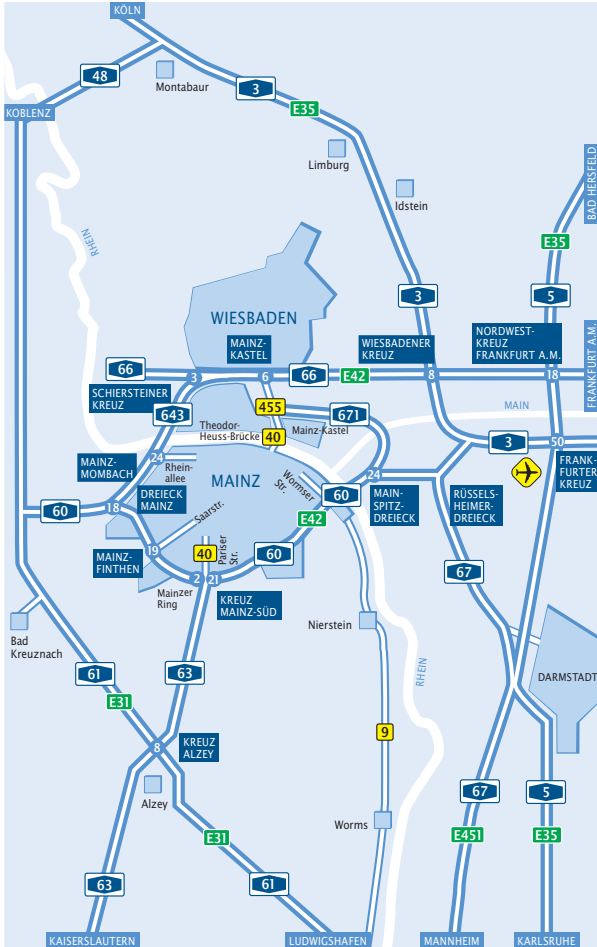 KÖLN
48
KOBLENZ
Montabaur
3
E35
Limburg
Idstein
BAD HERSFELD
RHEIN
E35
3
5
WIESBADEN
MAINZ-
KASTEL
WIESBADENER
KREUZ
NORDWEST-
KREUZ
FRANKFURT A.M.
FRANKFURT A.M.
66
3
6
66
E42
8
18
SCHIERSTEINER
KREUZ
643
455
671
MAIN
Theodor-
Heuss-Brücke
40
Mainz-Kastel
3
50
MAINZ-
MOMBACH
24
Rhein-
allee
MAINZ
Wormser
Str.
24
FRANK-
FURTER
KREUZ
DREIECK
MAINZ
60
MAIN-
SPITZ-
DREIECK
RÜSSELS-
HEIMER-
DREIECK
60
18
Saarstr.
E42
MAINZ-
FINTHEN
19
40
Pariser
Str.
60
67
Mainzer
Ring
2
21
KREUZ
MAINZ-SÜD
Bad
Kreuznach
Nierstein
RHEIN
DARMSTADT
61
63
E31
9
8
KREUZ
ALZEY
Alzey
67
5
Worms
E31
E451
E35
63
61
KAISERSLAUTERN
LUDWIGSHAFEN
MANNHEIM
KARLSRUHE